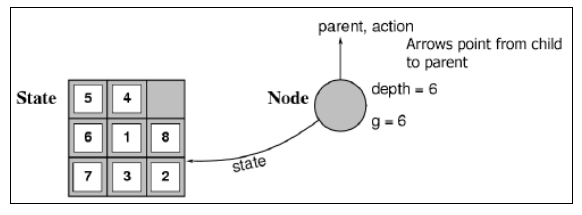 parent, action
Arrows point from child
to parent
State
5 4
6 1 8
7 3 2
Node
depth = 6
g = 6
state